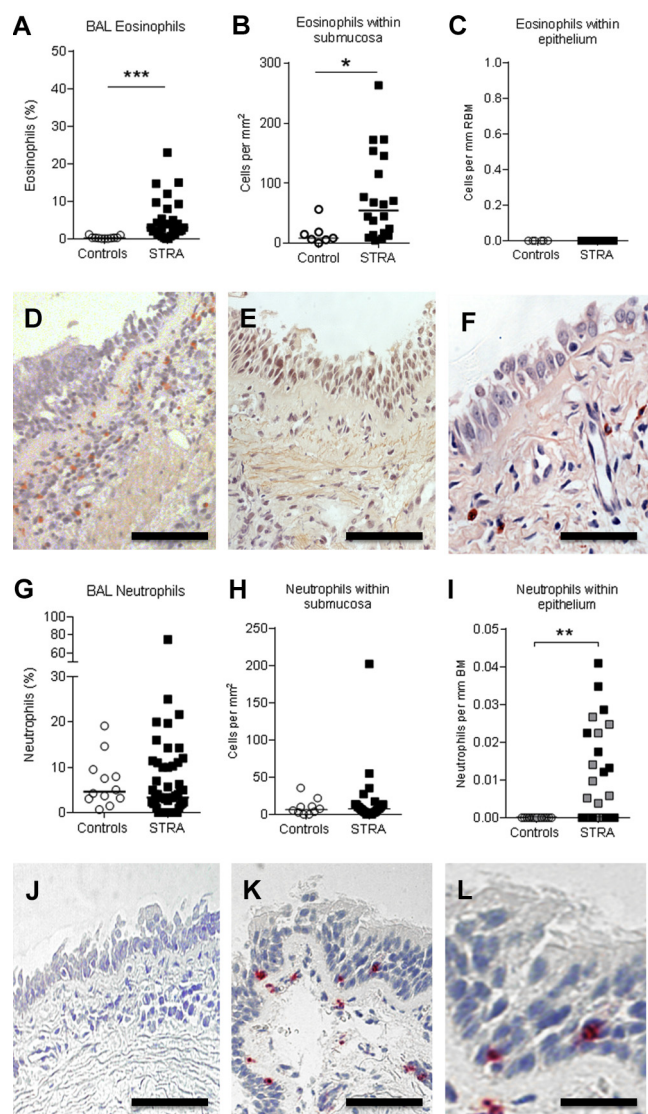 A
BAL Eosinophils
Eosinophils (%)
50
40
30
20
10
0
***
Controls
STRA
B
Eosinophils within
submucosa
Cells per mm²
300
200
100
0
*
Control
STRA
C
Eosinophils within
epithelium
Cells per mm RBM
1.0
0.8
0.6
0.4
0.2
0.0
Controls
STRA
D
E
F
G
BAL Neutrophils
Neutrophils (%)
100
80
60
40
30
20
10
0
Controls
STRA
H
Neutrophils within
submucosa
Cells per mm²
250
200
150
100
50
0
Controls
STRA
I
Neutrophils within
epithelium
Neutrophils per mm BM
0.05
0.04
0.03
0.02
0.01
0.00
**
Controls
STRA
J
K
L